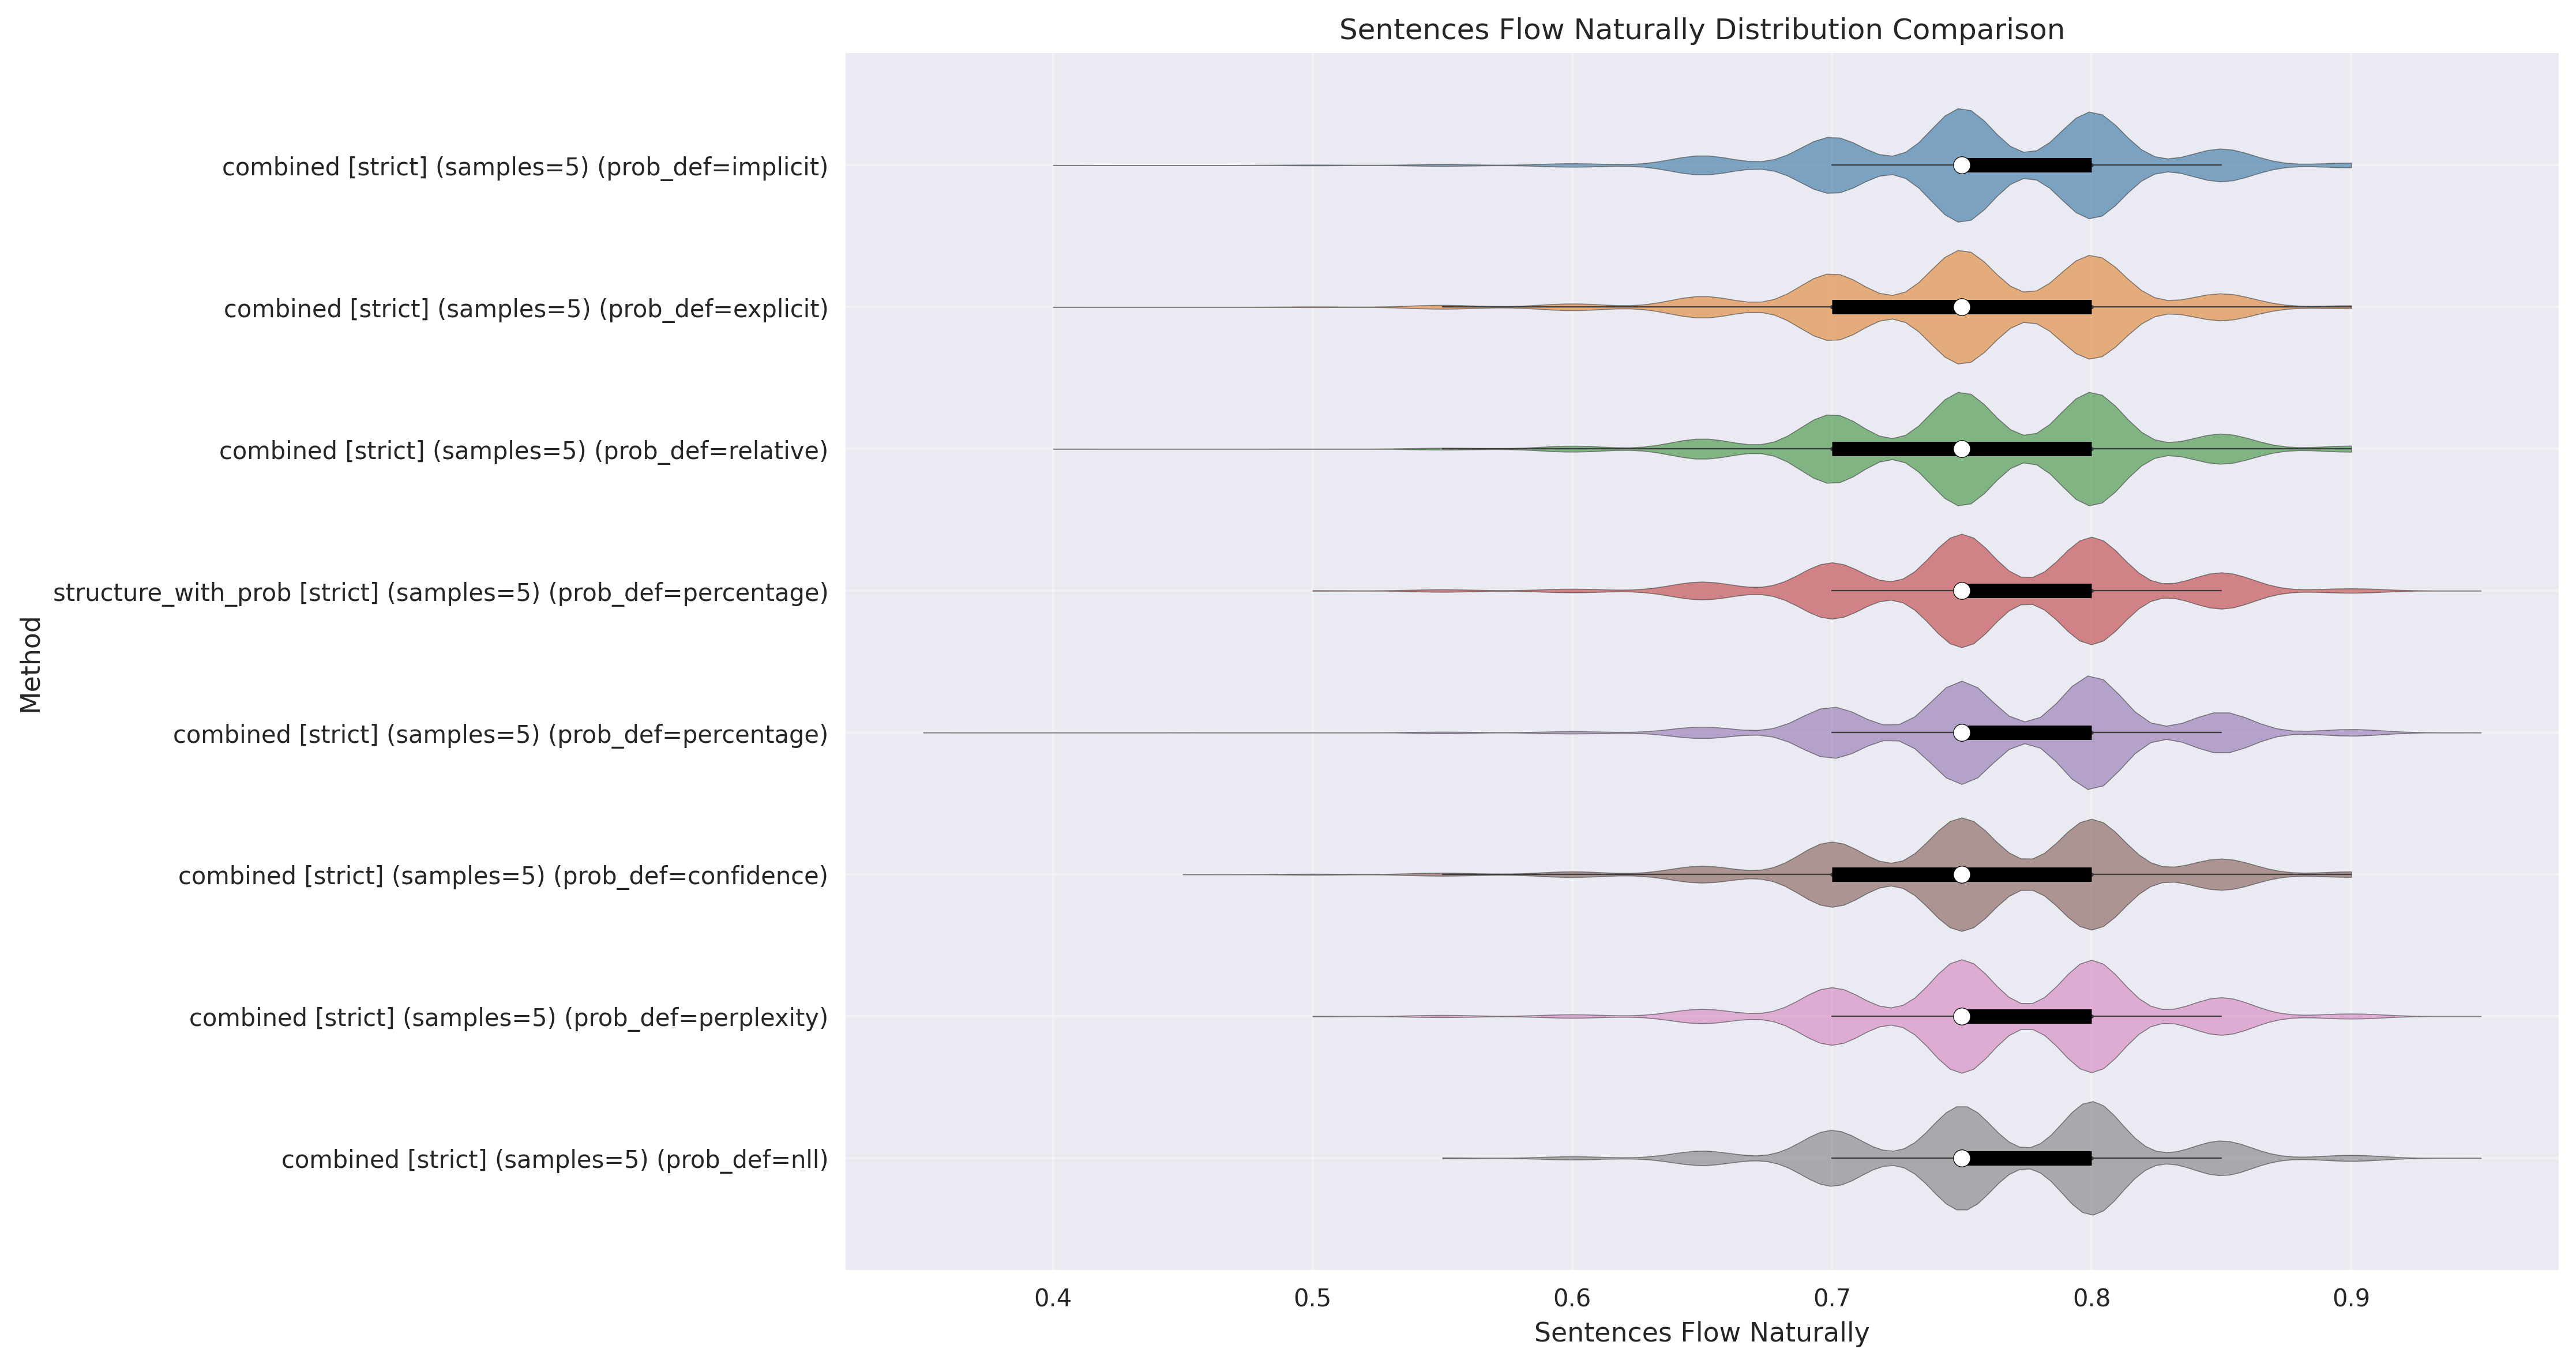 Sentences Flow Naturally Distribution Comparison
combined [strict] (samples=5) (prob_def=implicit)
combined [strict] (samples=5) (prob_def=explicit)
combined [strict] (samples=5) (prob_def=relative)
structure_with_prob [strict] (samples=5) (prob_def=percentage)
combined [strict] (samples=5) (prob_def=percentage)
combined [strict] (samples=5) (prob_def=confidence)
combined [strict] (samples=5) (prob_def=perplexity)
combined [strict] (samples=5) (prob_def=nll)
Method
0.4 0.5 0.6 0.7 0.8 0.9
Sentences Flow Naturally